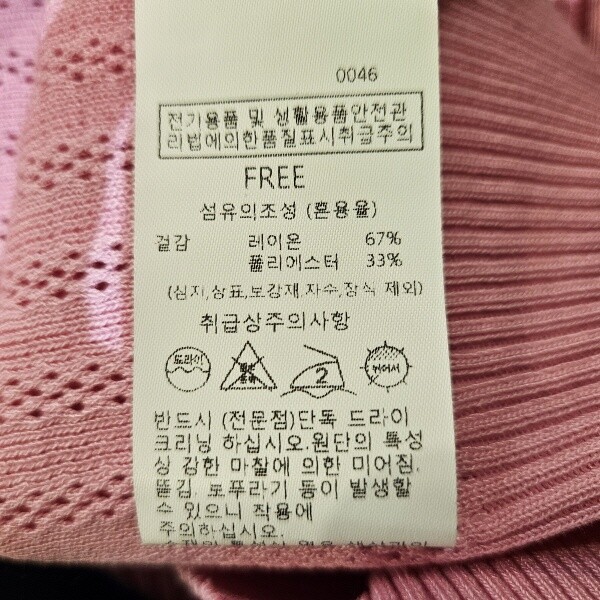 0046
전기용품 및 생활용품안전관
리법에의한품질표시취급주의
FREE
섬유의조성 (혼용율)
겉감 레이온 67%
폴리에스터 33%
(심지,상표,보강재,자수,장식 제외)
취급상주의사항
드라이 2 뉘어서
반드시 (전문점)단독 드라이
크리닝 하십시오.원단의 특성
상 강한 마찰에 의한 미어짐.
뜯김. 보푸라기 등이 발생할
수 있으니 착용에
주의하십시오.